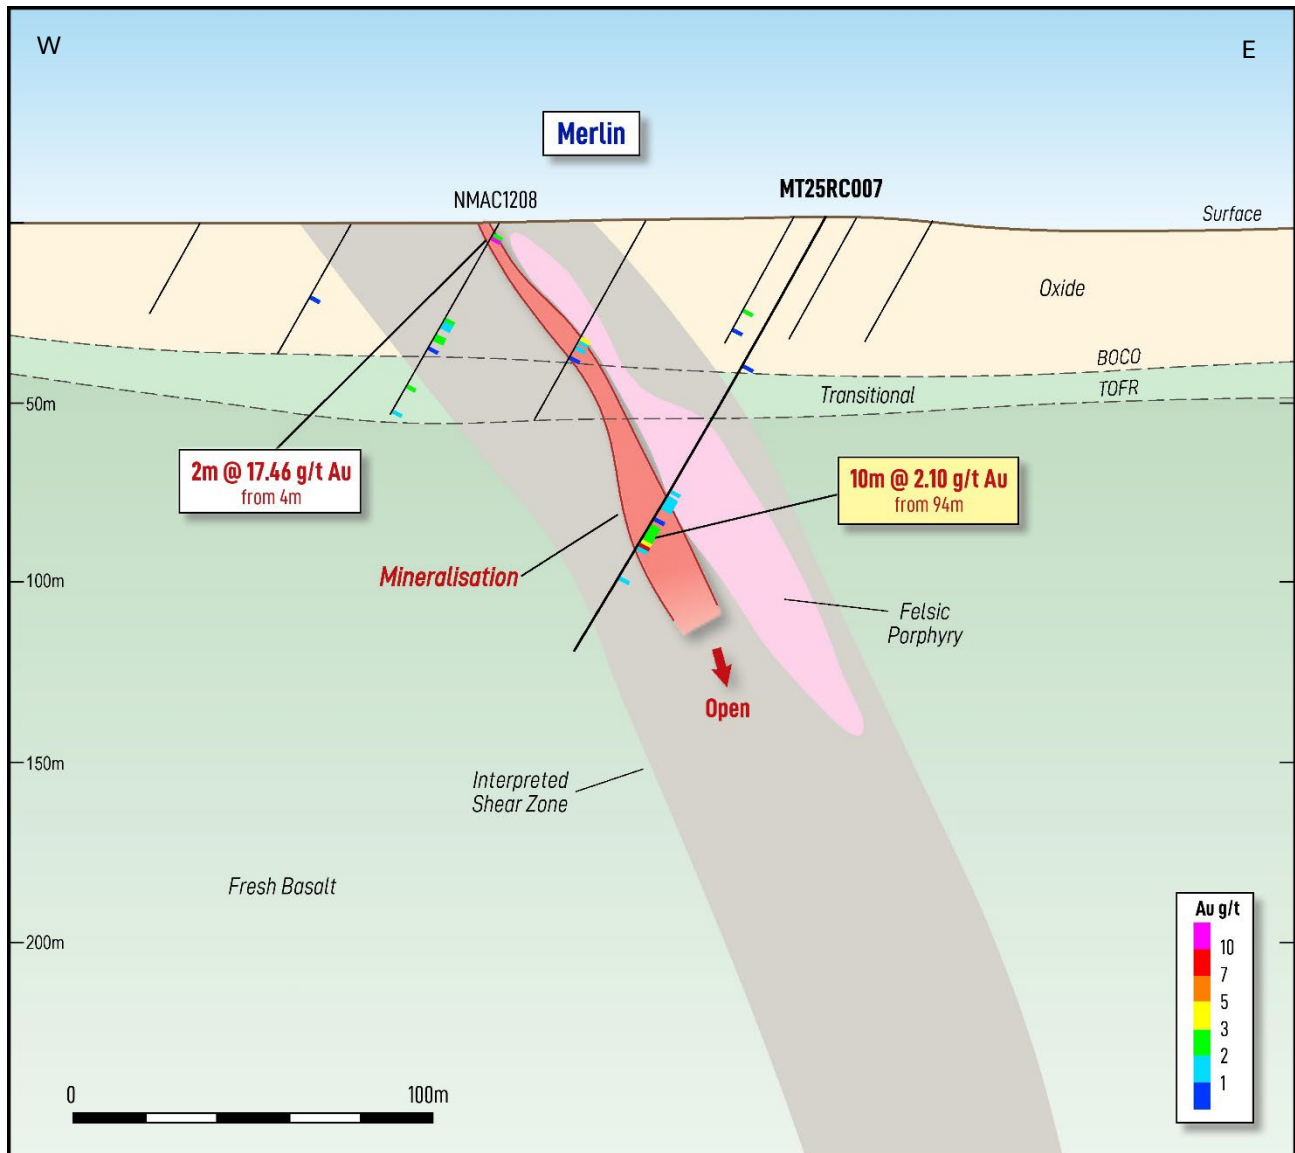 W
E
Merlin
NMAC1208
MT25RC007
Surface
Oxide
BOCO
Transitional
TOFR
50m
2m @ 17.46 g/t Au
from 4m
10m @ 2.10 g/t Au
from 94m
Mineralisation
100m
Felsic
Porphyry
Open
150m
Interpreted
Shear Zone
Fresh Basalt
200m
Au g/t
10
7
5
3
2
1
0
100m